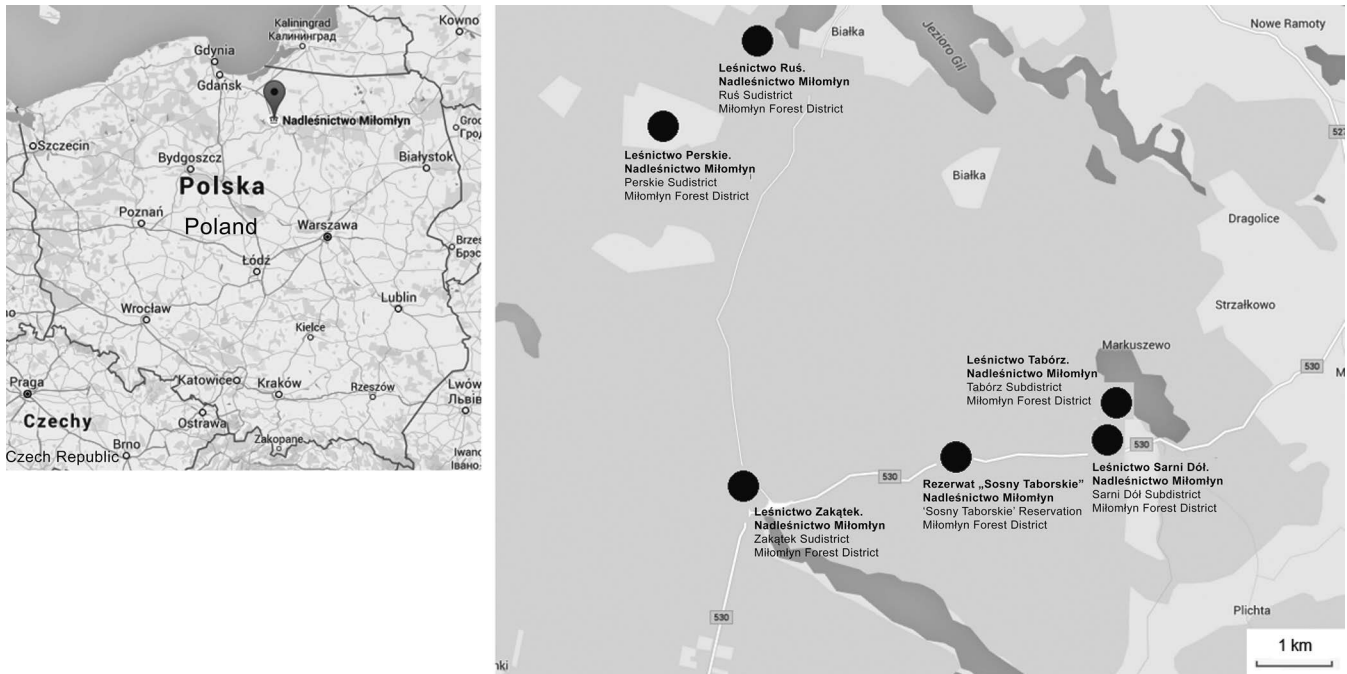 Kaliningrad
Калининград
Kowno
Gdynia
Gdańsk
Nadleśnictwo Miłomłyn
Szczecin
Bydgoszcz
Białystok
Polska
Poland
Poznań
Warszawa
Łódź
Wrocław
Lublin
Kielce
Praga
Katowice
Kraków
Rzeszów
Lwów
Львів
Czechy
Ostrava
Zakopane
Brno
Czech Republic
Białka
Jezioro Gil
Nowe Ramoty
Leśnictwo Ruś.
Nadleśnictwo Miłomłyn
Ruś Sudistrict
Miłomłyn Forest District
527
Leśnictwo Perskie.
Nadleśnictwo Miłomłyn
Perskie Sudistrict
Miłomłyn Forest District
Białka
Dragolice
Strzałkowo
Markuszewo
Leśnictwo Tabórz.
Nadleśnictwo Miłomłyn
Tabórz Subdistrict
Miłomłyn Forest District
530
530
530
Leśnictwo Sarni Dół.
Nadleśnictwo Miłomłyn
Sarni Dół Subdistrict
Miłomłyn Forest District
Rezerwat „Sosny Taborskie”
Nadleśnictwo Miłomłyn
‘Sosny Taborskie’ Reservation
Miłomłyn Forest District
Leśnictwo Zakątek.
Nadleśnictwo Miłomłyn
Zakątek Sudistrict
Miłomłyn Forest District
530
Plichta
1 km